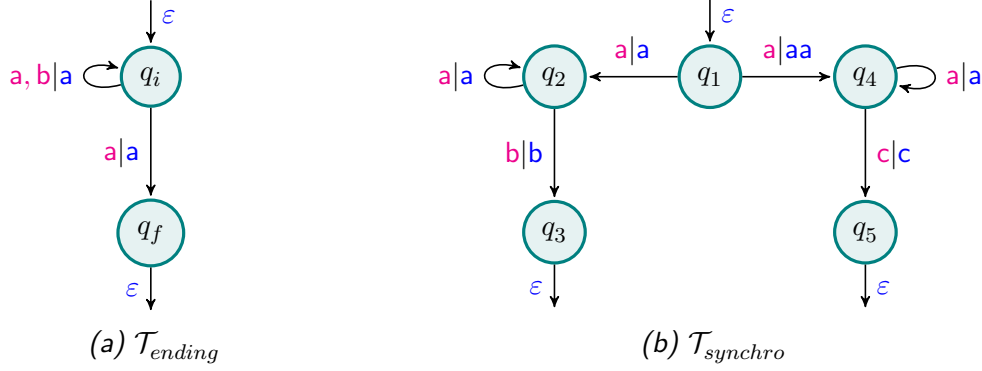 ε
a, b|a
q_i
a|a
q_f
ε
(a) 𝒯_ending
ε
a|a
q_2
a|a
q_1
a|aa
q_4
a|a
b|b
c|c
q_3
q_5
ε
ε
(b) 𝒯_synchro